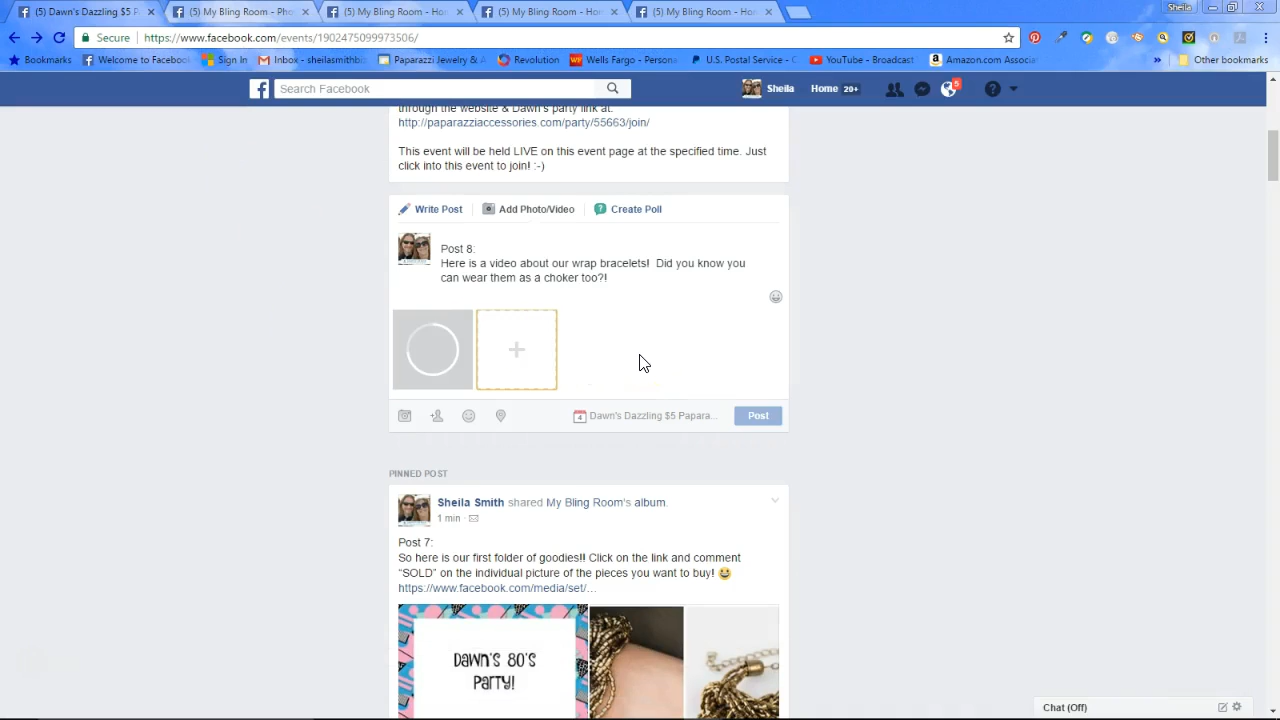 (5) Dawn's Dazzling $5 P
(5) My Bling Room - Pho
(5) My Bling Room - Hom
(5) My Bling Room - Hom
(5) My Bling Room - Hom
Sheila
Secure https://www.facebook.com/events/1902475099973506/
Bookmarks
Welcome to Facebook
Sign In
Inbox - sheilasmithbiz
Paparazzi Jewelry & A
Revolution
Wells Fargo - Persona
U.S. Postal Service - C
YouTube - Broadcast
Amazon.com Associat
» Other Bookmarks
Search Facebook
Sheila
Home 20+
5
through the website & Dawn's party link at:
http://paparazziaccessories.com/party/55663/join/
This event will be held LIVE on this event page at the specified time. Just
click into this event to join! :-)
Write Post
Add Photo/Video
Create Poll
Post 8:
Here is a video about our wrap bracelets! Did you know you
can wear them as a choker too?!
4 Dawn's Dazzling $5 Papara...
Post
PINNED POST
Sheila Smith shared My Bling Room's album.
1 min ·
Post 7:
So here is our first folder of goodies!! Click on the link and comment
“SOLD” on the individual picture of the pieces you want to buy! 😀
https://www.facebook.com/media/set/...
DAWN'S 80'S
PARTY!
Chat (Off)